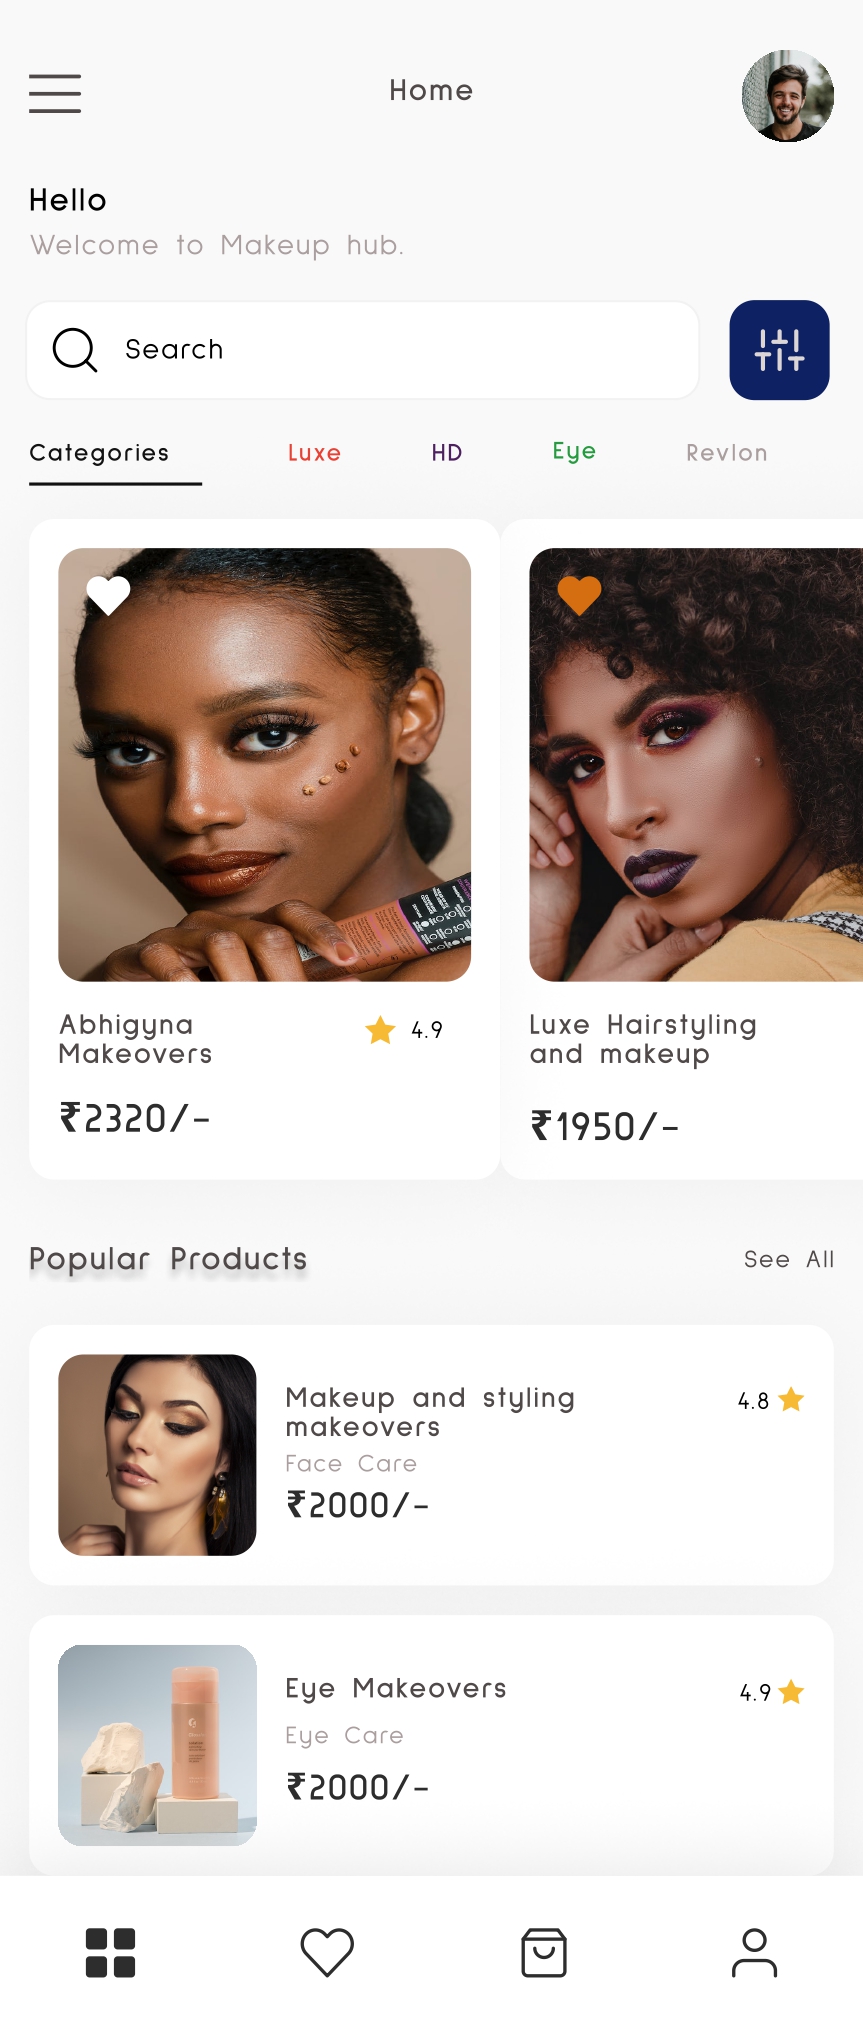 Home
Hello
Welcome to Makeup hub.
Search
Categories Luxe HD Eye Revlon
Abhigyna
Makeovers
4.9
₹2320/-
Luxe Hairstyling
and makeup
₹1950/-
Popular Products See All
Makeup and styling
makeovers
4.8
Face Care
₹2000/-
Eye Makeovers
4.9
Eye Care
₹2000/-